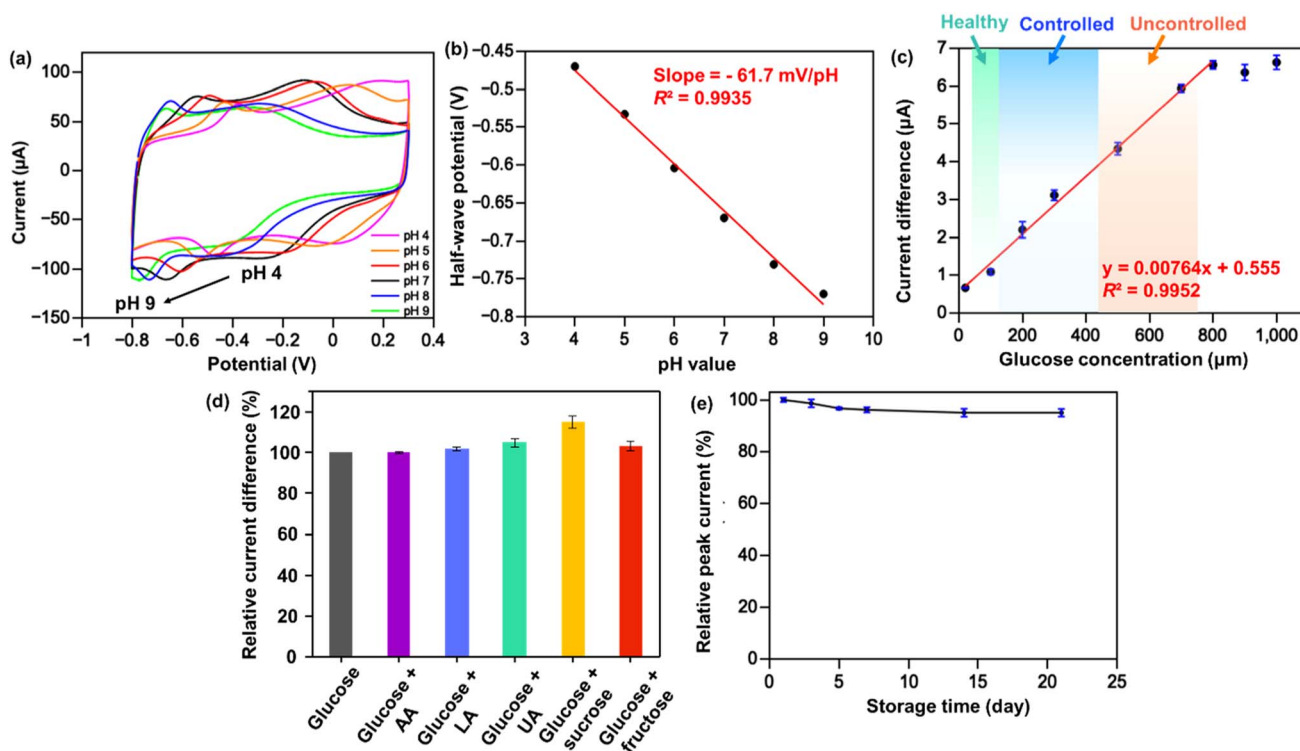 (a)
100
50
0
−50
−100
−150
Current (µA)
pH 4
pH 5
pH 6
pH 7
pH 8
pH 9
pH 4
pH 9
−1
−0.8
−0.6
−0.4
−0.2
0
0.2
0.4
Potential (V)
(b)
−0.45
−0.5
−0.55
−0.6
−0.65
−0.7
−0.75
−0.8
Half-wave potential (V)
Slope = - 61.7 mV/pH
R² = 0.9935
3
4
5
6
7
8
9
10
pH value
Healthy
Controlled
Uncontrolled
(c)
7
6
5
4
3
2
1
0
Current difference (µA)
y = 0.00764x + 0.555
R² = 0.9952
0
200
400
600
800
1,000
Glucose concentration (µm)
(d)
120
100
80
60
40
20
0
Relative current difference (%)
Glucose
Glucose +
AA
Glucose +
LA
Glucose +
UA
Glucose +
sucrose
Glucose +
fructose
(e)
100
80
60
40
20
0
Relative peak current (%)
0
5
10
15
20
25
Storage time (day)